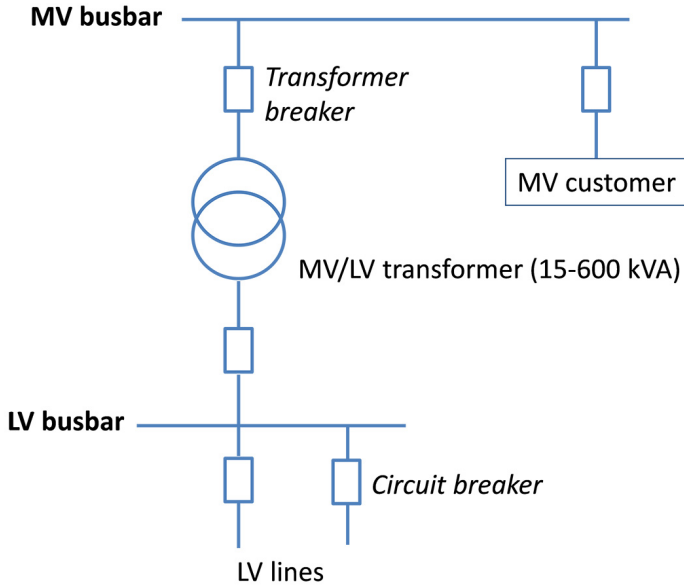 MV busbar
Transformer
breaker
MV customer
MV/LV transformer (15-600 kVA)
LV busbar
Circuit breaker
LV lines